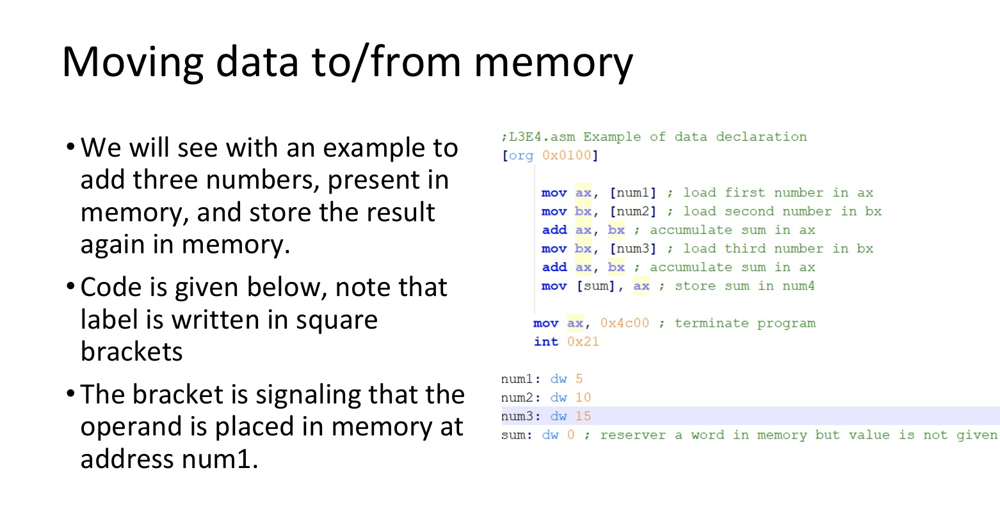 Moving data to/from memory
•We will see with an example to
add three numbers, present in
memory, and store the result
again in memory.
•Code is given below, note that
label is written in square
brackets
•The bracket is signaling that the
operand is placed in memory at
address num1.
;L3E4.asm Example of data declaration
[org 0x0100]
mov ax, [num1] ; load first number in ax
mov bx, [num2] ; load second number in bx
add ax, bx ; accumulate sum in ax
mov bx, [num3] ; load third number in bx
add ax, bx ; accumulate sum in ax
mov [sum], ax ; store sum in num4
mov ax, 0x4c00 ; terminate program
int 0x21
num1: dw 5
num2: dw 10
num3: dw 15
sum: dw 0 ; reserver a word in memory but value is not given